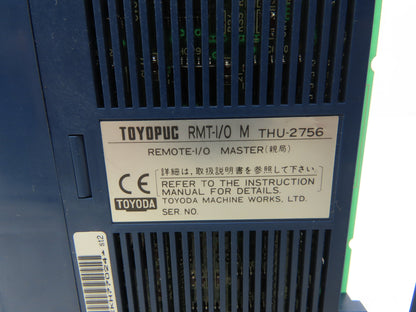 TOYOPUC RMT-I/O M THU-2756
REMOTE-I/O MASTER(親局)
詳細は、取扱説明書を参照して下さい
REFER TO THE INSTRUCTION
MANUAL FOR DETAILS.
TOYODA MACHINE WORKS, LTD.
SER NO.
CE
TOYODA